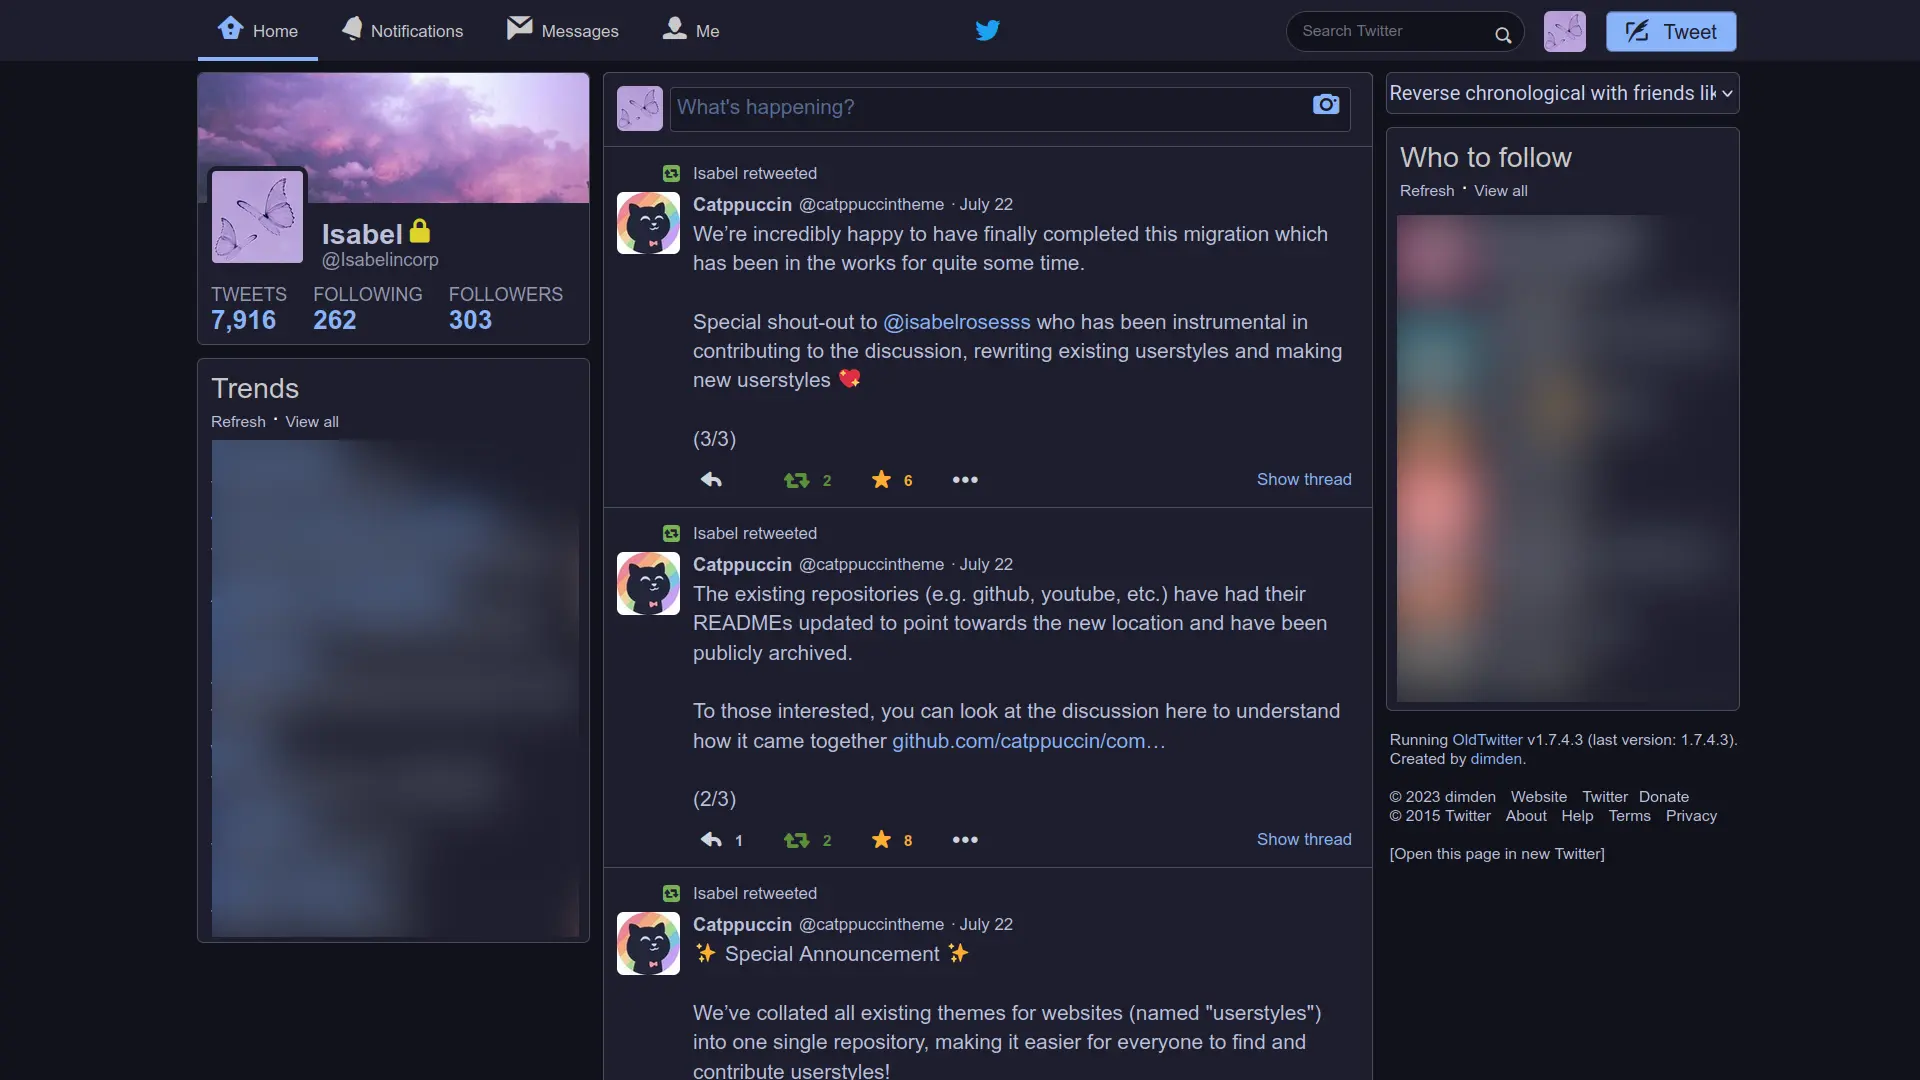 Home
Notifications
Messages
Me
Search Twitter
Tweet
Isabel
@Isabelincorp
TWEETS
7,916
FOLLOWING
262
FOLLOWERS
303
Trends
Refresh · View all
What's happening?
Isabel retweeted
Catppuccin @catppuccintheme · July 22
We’re incredibly happy to have finally completed this migration which
has been in the works for quite some time.
Special shout-out to @isabelrosesss who has been instrumental in
contributing to the discussion, rewriting existing userstyles and making
new userstyles 💖
(3/3)
2
6
Show thread
Isabel retweeted
Catppuccin @catppuccintheme · July 22
The existing repositories (e.g. github, youtube, etc.) have had their
READMEs updated to point towards the new location and have been
publicly archived.
To those interested, you can look at the discussion here to understand
how it came together github.com/catppuccin/com…
(2/3)
1
2
8
Show thread
Isabel retweeted
Catppuccin @catppuccintheme · July 22
✨ Special Announcement ✨
We’ve collated all existing themes for websites (named "userstyles")
into one single repository, making it easier for everyone to find and
contribute userstyles!
Reverse chronological with friends lik
Who to follow
Refresh · View all
Running OldTwitter v1.7.4.3 (last version: 1.7.4.3).
Created by dimden.
© 2023 dimden Website Twitter Donate
© 2015 Twitter About Help Terms Privacy
[Open this page in new Twitter]